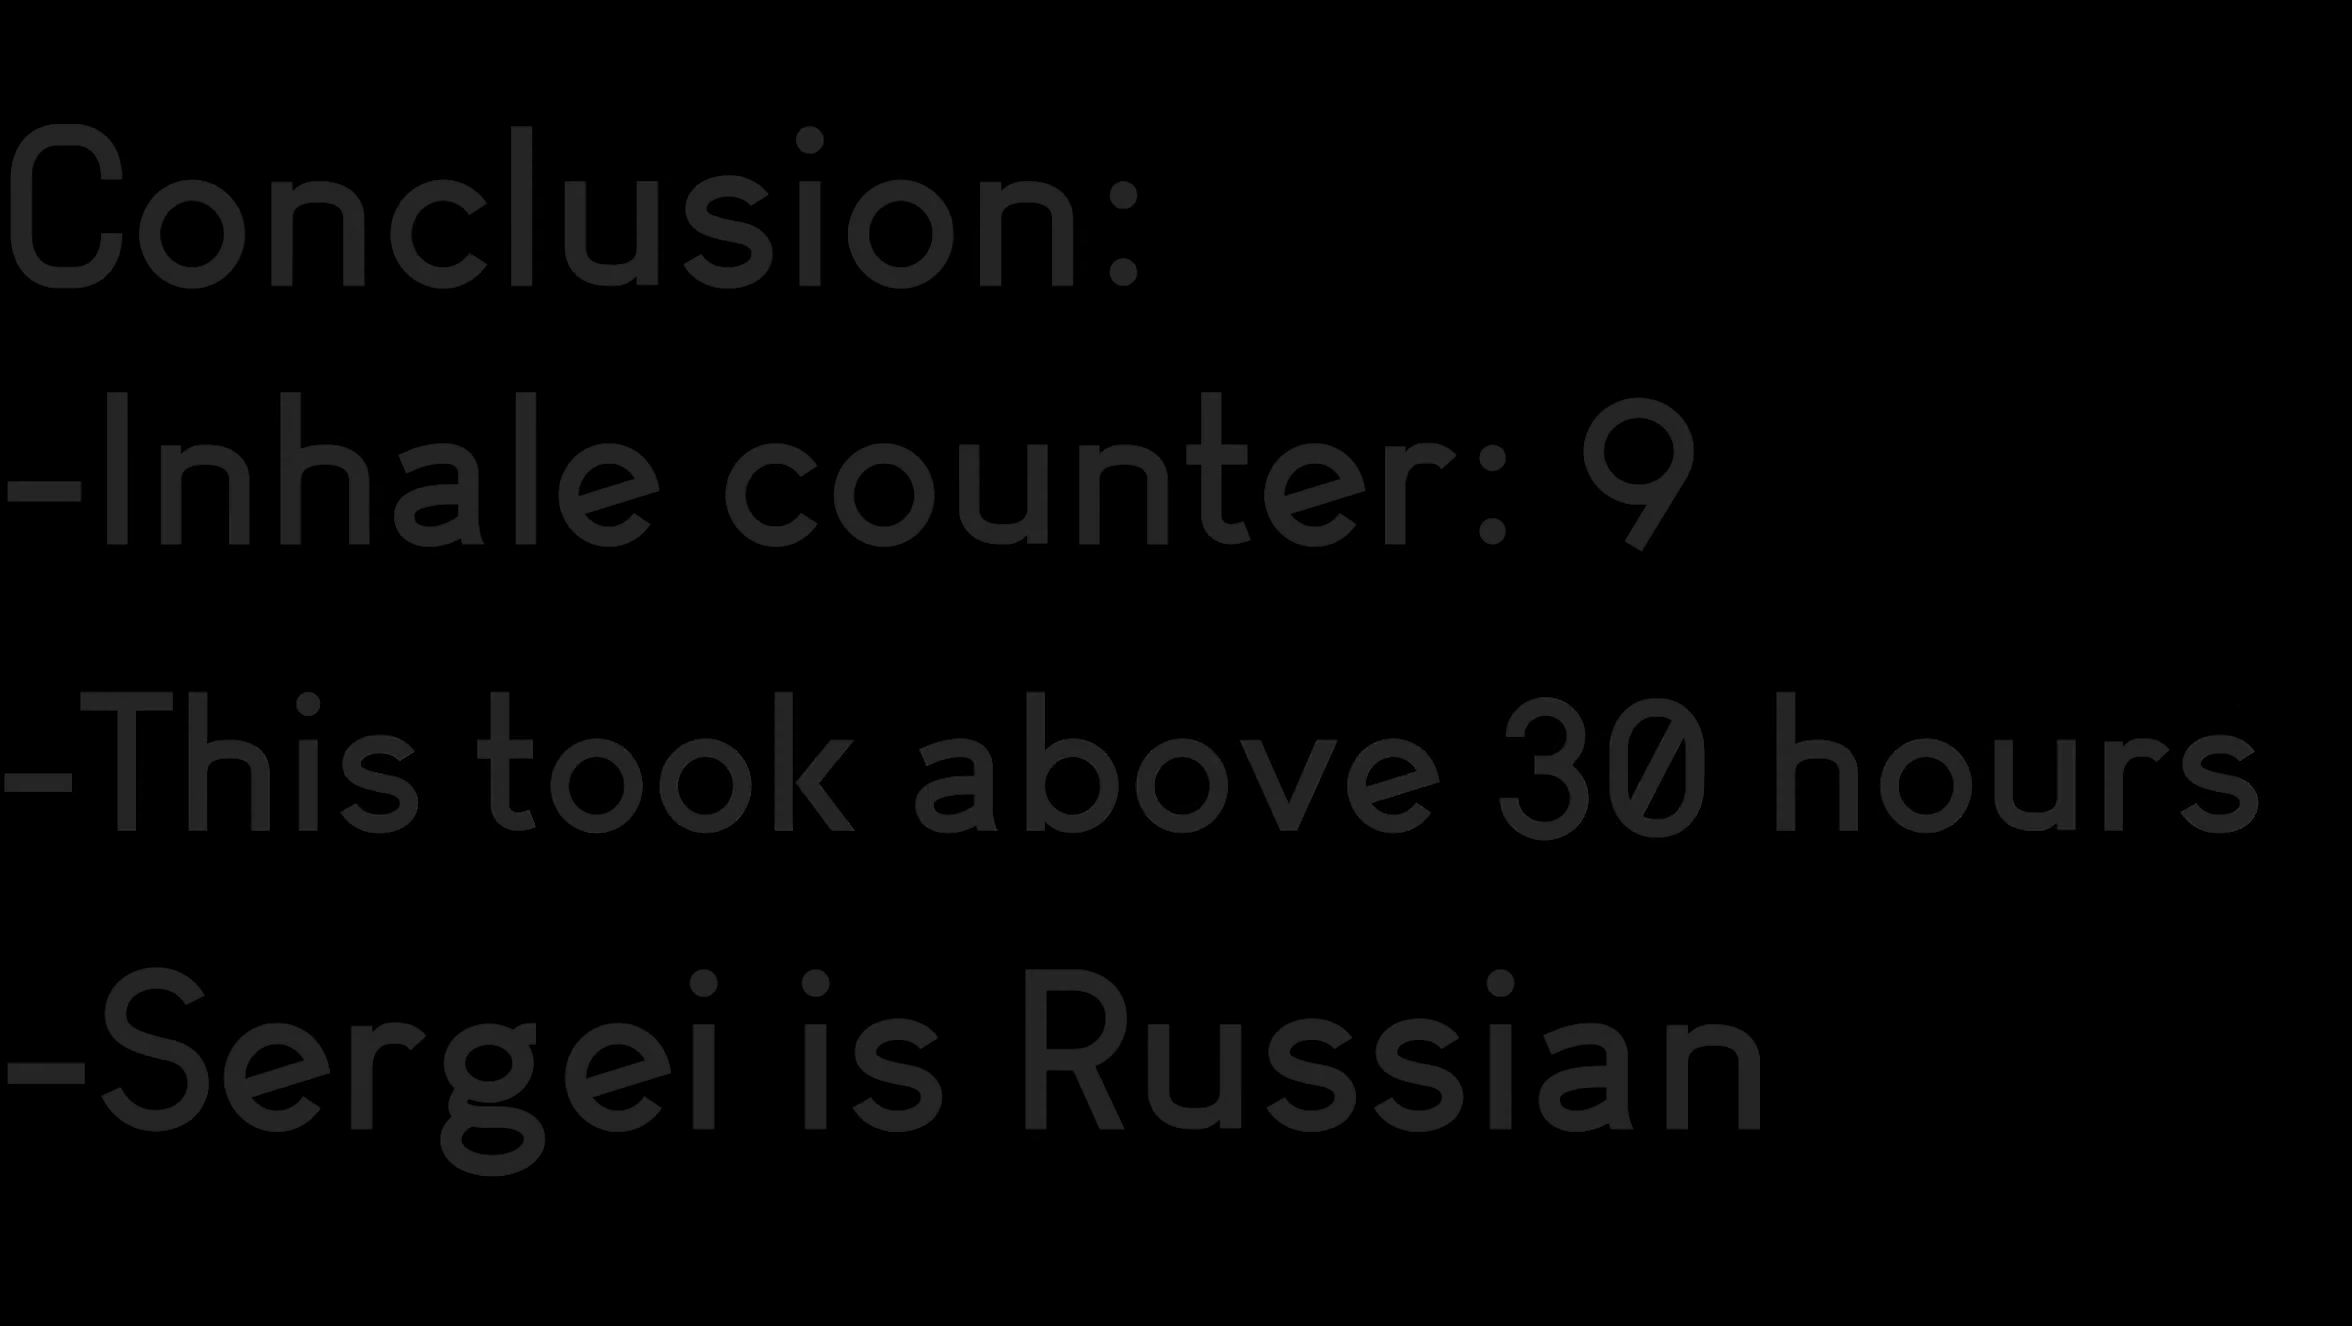 Conclusion:
-Inhale counter: 9
-This took above 30 hours
-Sergei is Russian